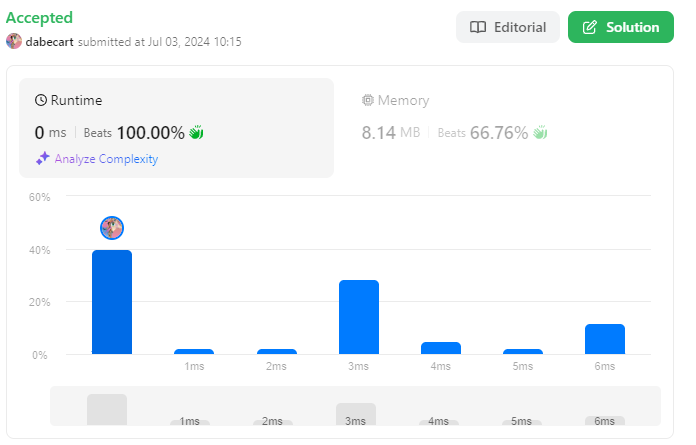 Accepted
Editorial
Solution
dabecart submitted at Jul 03, 2024 10:15
Runtime
Memory
0 ms | Beats 100.00%
8.14 MB | Beats 66.76%
Analyze Complexity
60%
40%
20%
0%
1ms 2ms 3ms 4ms 5ms 6ms
1ms 2ms 3ms 4ms 5ms 6ms